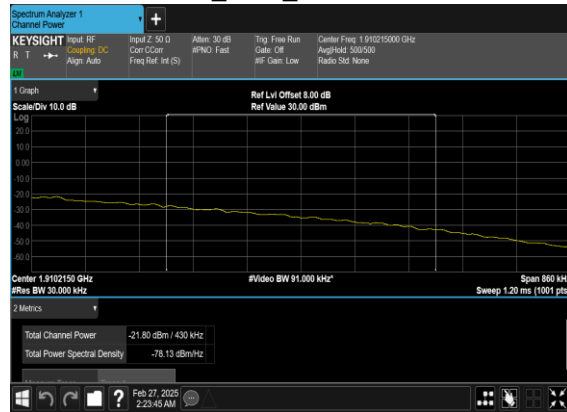 Spectrum Analyzer 1
Channel Power
KEYSIGHT
R T
LV
Input: RF
Coupling: DC
Align: Auto
Input Z: 50 Ω
Corr CCorr
Freq Ref: Int (S)
Atten: 30 dB
#PNO: Fast
Trig: Free Run
Gate: Off
#IF Gain: Low
Center Freq: 1.910215000 GHz
Avg|Hold: 500/500
Radio Std: None
1 Graph
Scale/Div 10.0 dB
Ref Lvl Offset 8.00 dB
Ref Value 30.00 dBm
Log
20.0
10.0
0.00
-10.0
-20.0
-30.0
-40.0
-50.0
-60.0
Center 1.9102150 GHz
#Video BW 91.000 kHz*
Span 860 kH
#Res BW 30.000 kHz
Sweep 1.20 ms (1001 pts
2 Metrics
Total Channel Power -21.80 dBm / 430 kHz
Total Power Spectral Density -78.13 dBm/Hz
?
Feb 27, 2025
2:23:45 AM